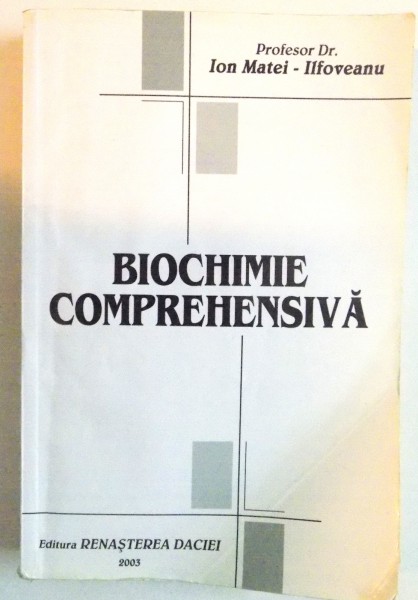 Profesor Dr.
Ion Matei - Ilfoveanu
BIOCHIMIE
COMPREHENSIVĂ
Editura RENAŞTEREA DACIEI
2003